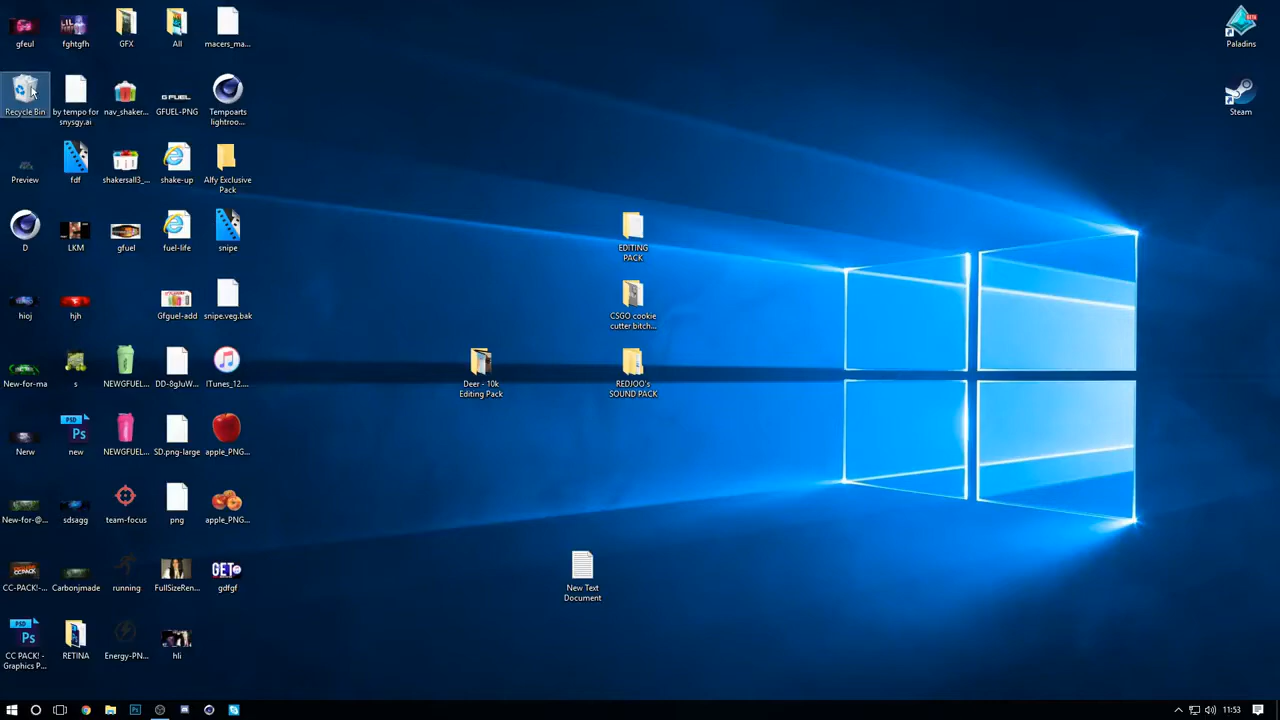 gfeul
fghtgfh
GFX
All
macers_ma...
Paladins
Recycle Bin
by tempo for
snysgy.ai
nav_shaker...
GFUEL-PNG
Tempoarts
lightroo...
Steam
Preview
fdf
shakersall3_...
shake-up
Alfy Exclusive
Pack
D
LKM
gfuel
fuel-life
snipe
EDITING
PACK
hioj
hjh
Gfguel-add
snipe.veg.bak
CSGO cookie
cutter bitch...
New-for-ma
s
NEWGFUEL...
DD-8gJuW...
iTunes_12....
Deer - 10k
Editing Pack
REDJOO's
SOUND PACK
Nerw
new
NEWGFUEL...
SD.png-large
apple_PNG...
New-for-@...
sdsagg
team-focus
png
apple_PNG...
CC-PACK!-...
Carbonjmade
running
FullSizeRen...
gdfgf
New Text
Document
CC PACK! -
Graphics P...
RETINA
Energy-PN...
hli
11:53